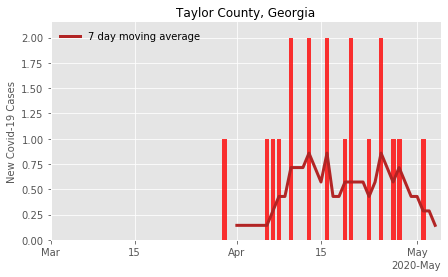 Taylor County, Georgia
7 day moving average
New Covid-19 Cases
2.00
1.75
1.50
1.25
1.00
0.75
0.50
0.25
0.00
Mar
15
Apr
15
May
2020-May